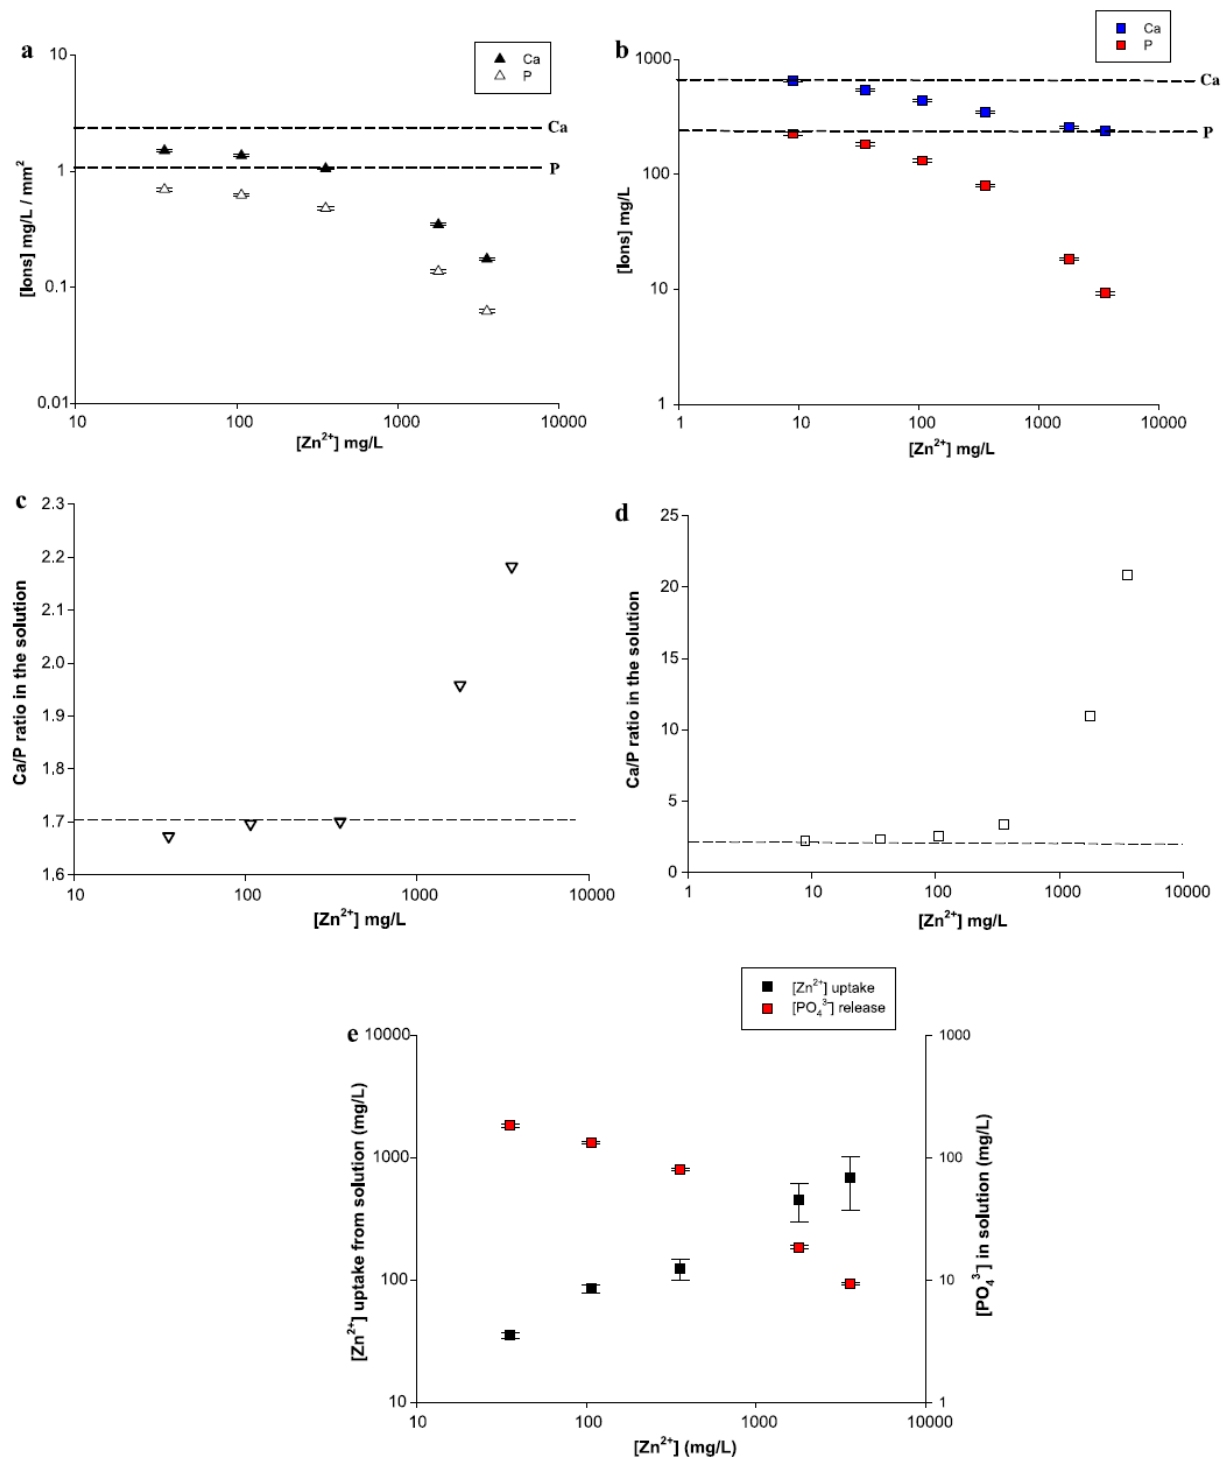 a
Ca
P
10
1
0.1
0.01
Ca
P
10
100
1000
10000
[Ions] mg/L / mm²
[Zn²⁺] mg/L
b
Ca
P
1000
100
10
1
Ca
P
1
10
100
1000
10000
[Ions] mg/L
[Zn²⁺] mg/L
c
2.3
2.2
2.1
2.0
1.9
1.8
1.7
1,6
10
100
1000
10000
Ca/P ratio in the solution
[Zn²⁺] mg/L
d
25
20
15
10
5
0
1
10
100
1000
10000
Ca/P ratio in the solution
[Zn²⁺] mg/L
[Zn²⁺] uptake
[PO₄³⁻] release
e
10000
1000
100
10
1000
100
10
1
10
100
1000
10000
[Zn²⁺] uptake from solution (mg/L)
[PO₄³⁻] in solution (mg/L)
[Zn²⁺] (mg/L)